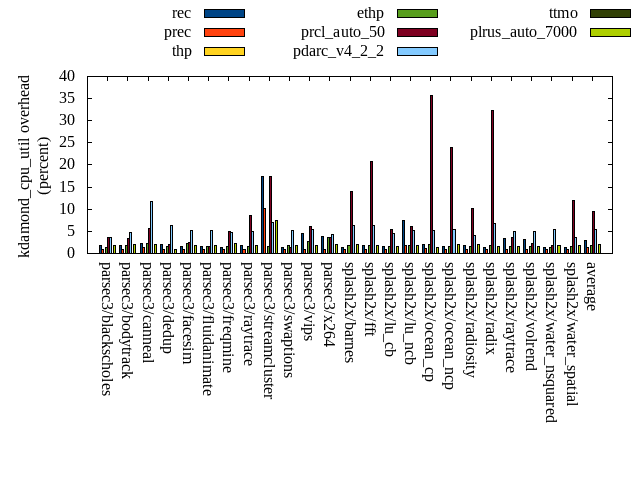 rec ethp ttmo
prec prcl_auto_50 plrus_auto_7000
thp pdarc_v4_2_2
kdamond_cpu_util overhead
(percent)
40
35
30
25
20
15
10
5
0
parsec3/blackscholes
parsec3/bodytrack
parsec3/canneal
parsec3/dedup
parsec3/facesim
parsec3/fluidanimate
parsec3/freqmine
parsec3/raytrace
parsec3/streamcluster
parsec3/swaptions
parsec3/vips
parsec3/x264
splash2x/barnes
splash2x/fft
splash2x/lu_cb
splash2x/lu_ncb
splash2x/ocean_cp
splash2x/ocean_ncp
splash2x/radiosity
splash2x/radix
splash2x/raytrace
splash2x/volrend
splash2x/water_nsquared
splash2x/water_spatial
average